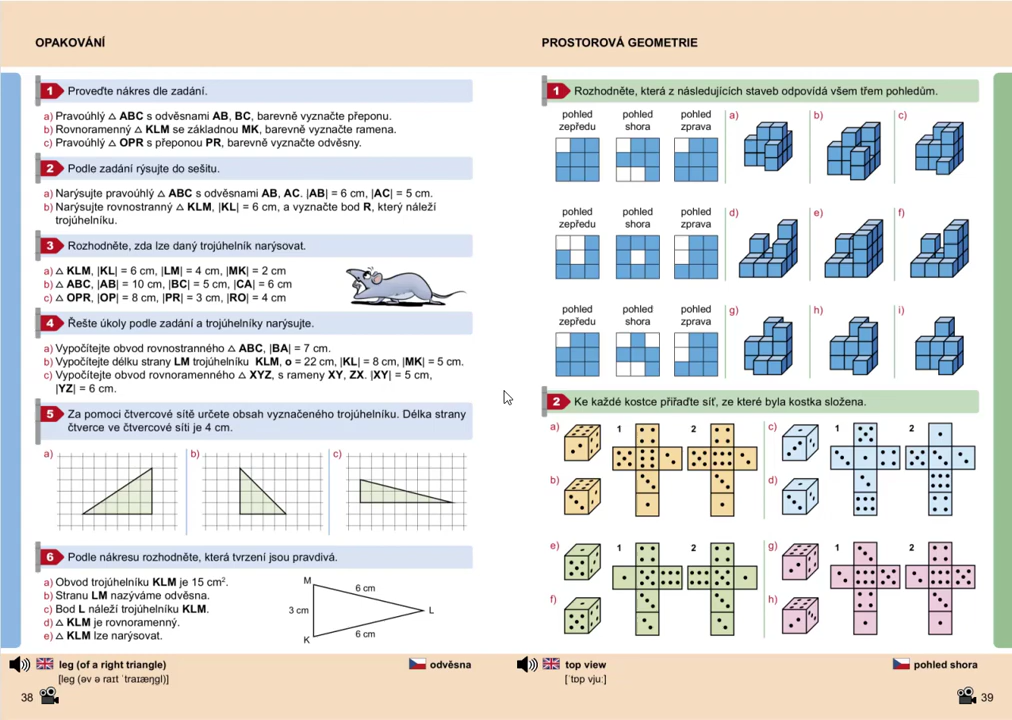 OPAKOVÁNÍ
1 Proveďte nákres dle zadání.
a) Pravoúhlý △ ABC s odvěsnami AB, BC, barevně vyznačte přeponu.
b) Rovnoramenný △ KLM se základnou MK, barevně vyznačte ramena.
c) Pravoúhlý △ OPR s přeponou PR, barevně vyznačte odvěsny.
2 Podle zadání rýsujte do sešitu.
a) Narýsujte pravoúhlý △ ABC s odvěsnami AB, AC. |AB| = 6 cm, |AC| = 5 cm.
b) Narýsujte rovnostranný △ KLM, |KL| = 6 cm, a vyznačte bod R, který náleží
trojúhelníku.
3 Rozhodněte, zda lze daný trojúhelník narýsovat.
a) △ KLM, |KL| = 6 cm, |LM| = 4 cm, |MK| = 2 cm
b) △ ABC, |AB| = 10 cm, |BC| = 5 cm, |CA| = 6 cm
c) △ OPR, |OP| = 8 cm, |PR| = 3 cm, |RO| = 4 cm
4 Řešte úkoly podle zadání a trojúhelníky narýsujte.
a) Vypočítejte obvod rovnostranného △ ABC, |BA| = 7 cm.
b) Vypočítejte délku strany LM trojúhelníku KLM, o = 22 cm, |KL| = 8 cm, |MK| = 5 cm.
c) Vypočítejte obvod rovnoramenného △ XYZ, s rameny XY, ZX. |XY| = 5 cm,
|YZ| = 6 cm.
5 Za pomoci čtvercové sítě určete obsah vyznačeného trojúhelníku. Délka strany
čtverce ve čtvercové síti je 4 cm.
a) b) c)
6 Podle nákresu rozhodněte, která tvrzení jsou pravdivá.
a) Obvod trojúhelníku KLM je 15 cm².
b) Stranu LM nazýváme odvěsna.
c) Bod L náleží trojúhelníku KLM.
d) △ KLM je rovnoramenný.
e) △ KLM lze narýsovat.
M
6 cm
3 cm
L
6 cm
K
leg (of a right triangle)
[leg (əv ə raɪt ˈtraɪæŋgl)]
odvěsna
38
PROSTOROVÁ GEOMETRIE
1 Rozhodněte, která z následujících staveb odpovídá všem třem pohledům.
pohled zepředu pohled shora pohled zprava a) b) c)
pohled zepředu pohled shora pohled zprava d) e) f)
pohled zepředu pohled shora pohled zprava g) h) i)
2 Ke každé kostce přiřaďte síť, ze které byla kostka složena.
a) 1 2 c) 1 2
b) d)
e) 1 2 g) 1 2
f) h)
top view
[ˈtɒp vjuː]
pohled shora
39